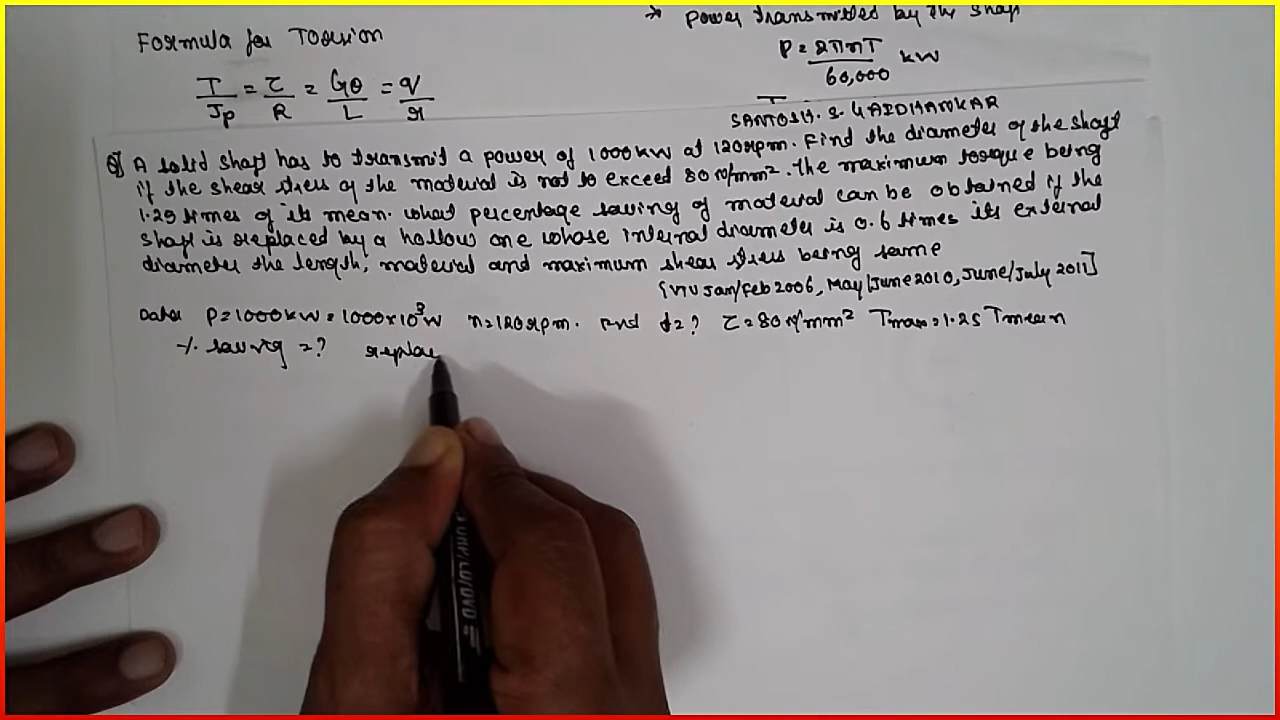 → power transmitted by the shaft
Formula for Torsion
P = 2πnT / 60,000 kW
T/Jp = τ/R = Gθ/L = q/r
SANTOSH. S. GAIDHANKAR
Q] A solid shaft has to transmit a power of 1000kw at 120rpm. Find the diameter of the shaft
if the shear stress of the material is not to exceed 80 N/mm². The maximum torque being
1.25 times of its mean. what percentage saving of material can be obtained if the
shaft is replaced by a hollow one whose internal diameter is 0.6 times its external
diameter the length, material and maximum shear stress being same
[VTU Jan/Feb 2006, May/June 2010, June/July 2011]
Data: P=1000kw = 1000x10³w n=120rpm. Find d=? τ=80 N/mm² Tmax=1.25 Tmean
% saving =? replac